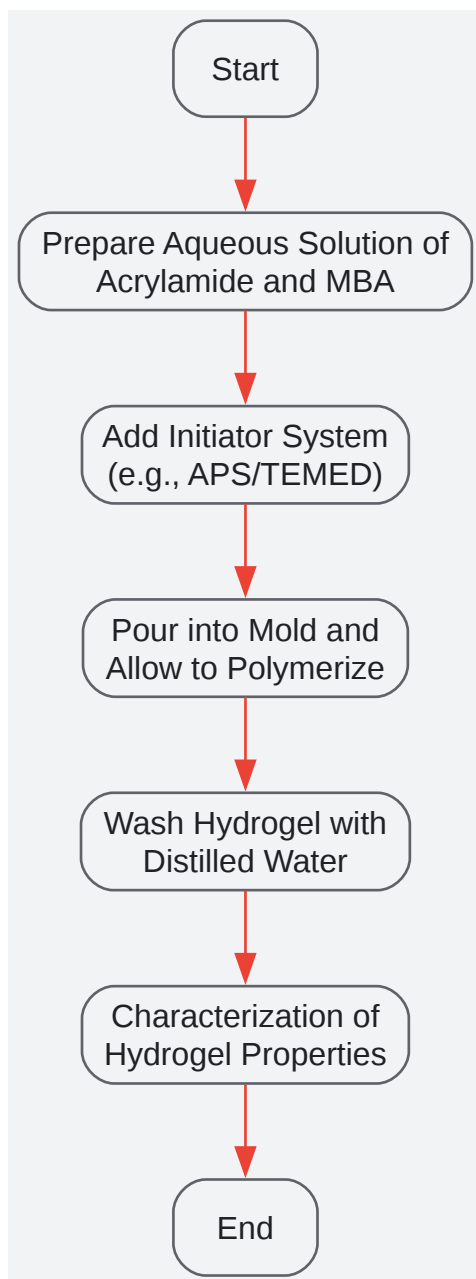 Start
Prepare Aqueous Solution of
Acrylamide and MBA
Add Initiator System
(e.g., APS/TEMED)
Pour into Mold and
Allow to Polymerize
Wash Hydrogel with
Distilled Water
Characterization of
Hydrogel Properties
End